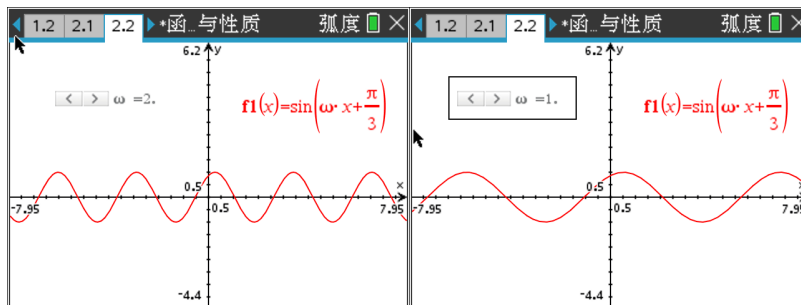 1.2 2.1 2.2 *函...与性质 弧度
6.2 y
ω =2.
f1(x)=sin(ω·x+π/3)
0.5 x
-7.95 0.5 7.95
-4.4
1.2 2.1 2.2 *函...与性质 弧度
6.2 y
ω =1.
f1(x)=sin(ω·x+π/3)
0.5 x
-7.95 0.5 7.95
-4.4